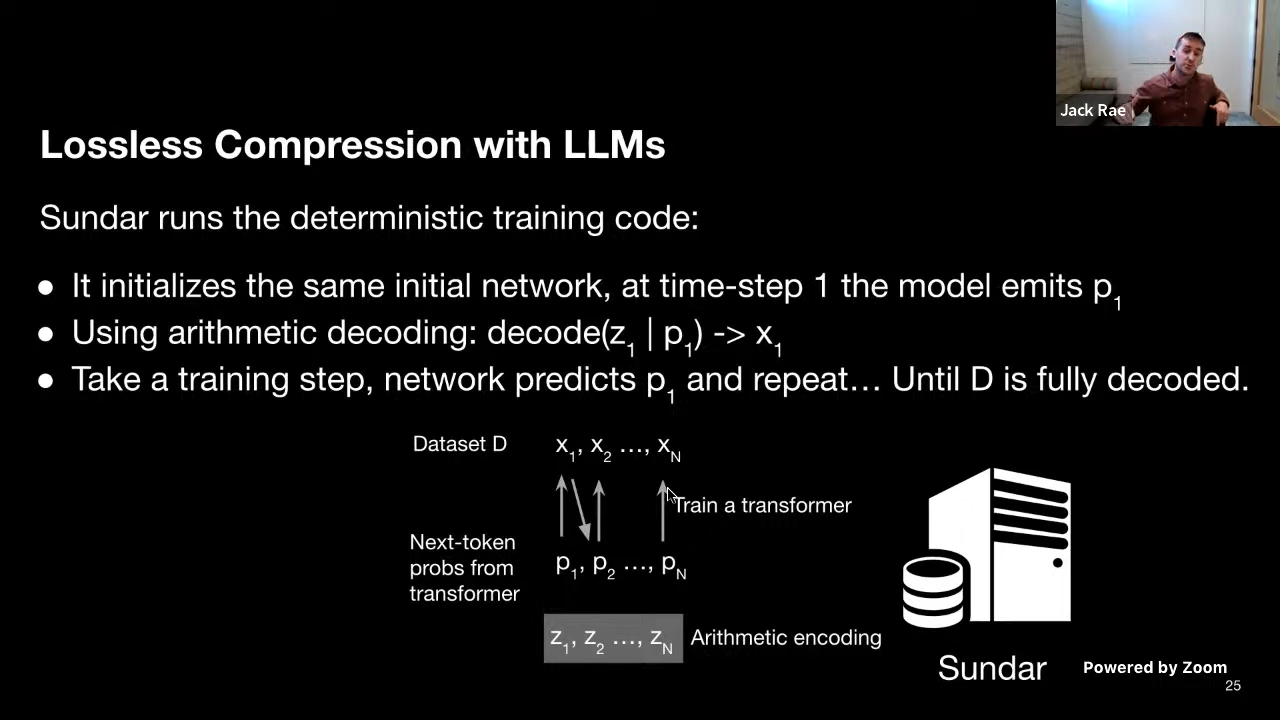 Jack Rae
Lossless Compression with LLMs
Sundar runs the deterministic training code:
● It initializes the same initial network, at time-step 1 the model emits p₁
● Using arithmetic decoding: decode(z₁ | p₁) -> x₁
● Take a training step, network predicts p₁ and repeat… Until D is fully decoded.
Dataset D
x₁, x₂ …, x_N
Train a transformer
Next-token
probs from
transformer
p₁, p₂ …, p_N
z₁, z₂ …, z_N
Arithmetic encoding
Sundar
Powered by Zoom
25